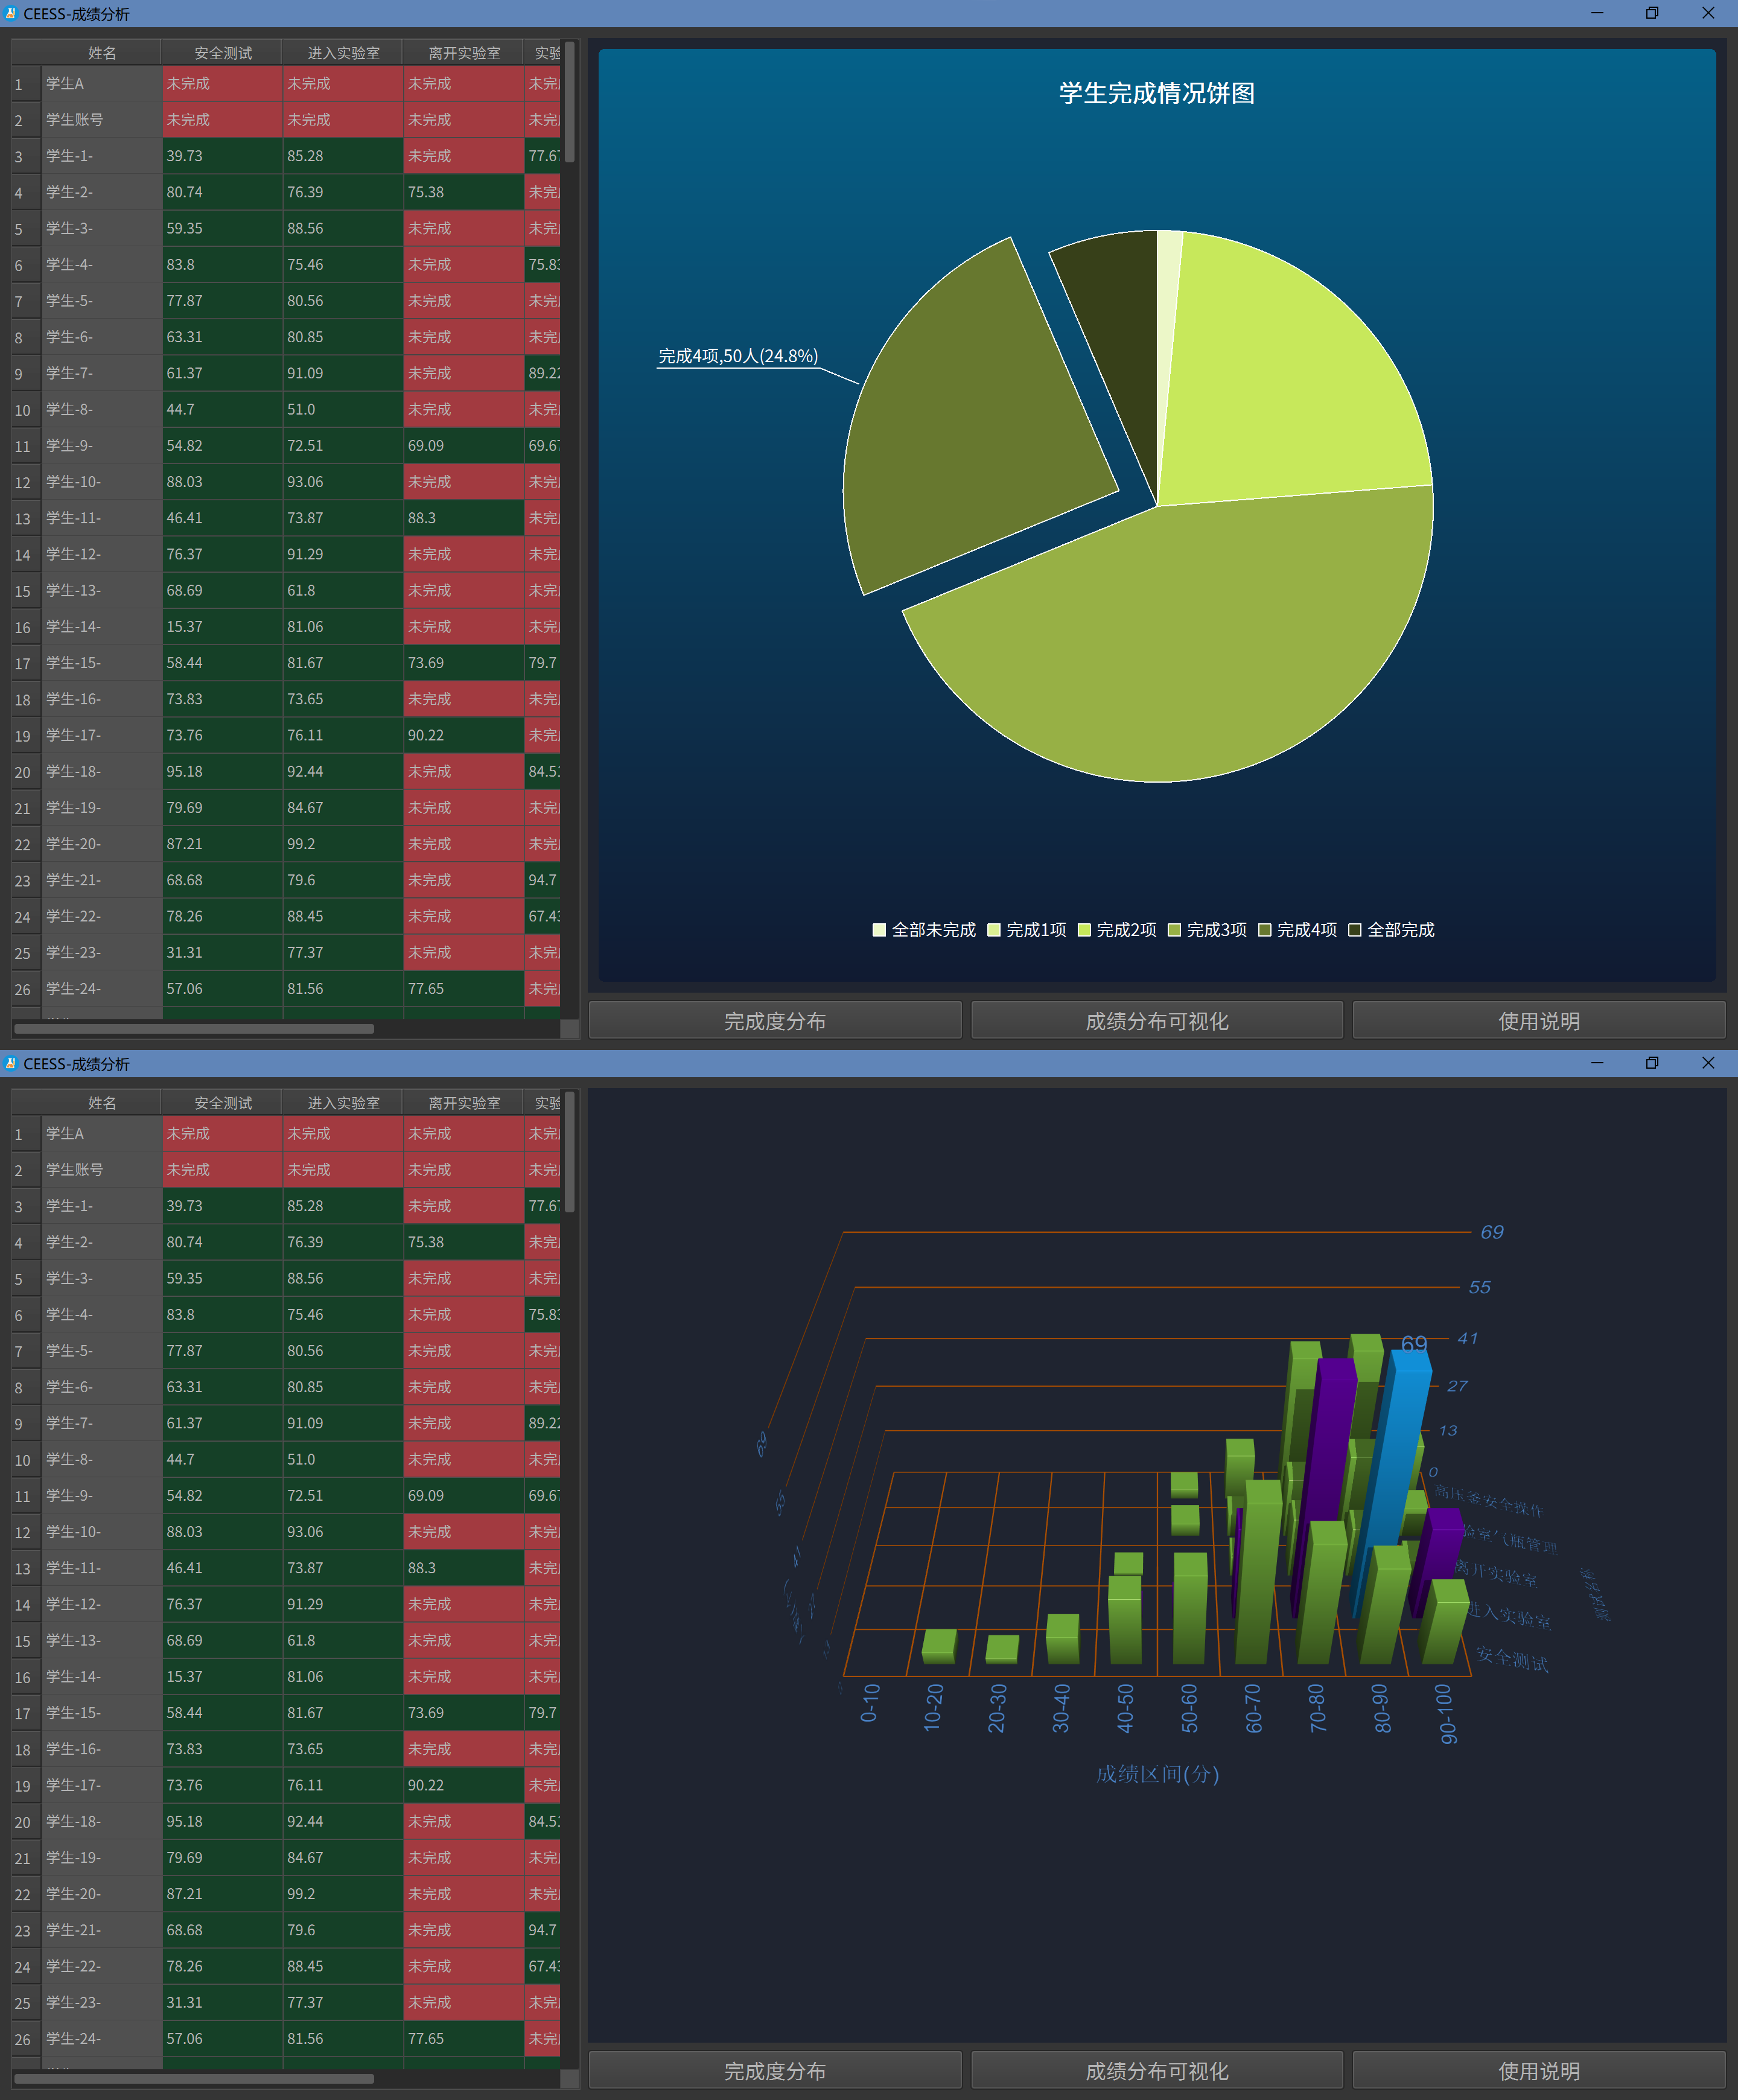 CEESS-成绩分析
姓名 安全测试 进入实验室 离开实验室 实验
1 学生A 未完成 未完成 未完成 未完
2 学生账号 未完成 未完成 未完成 未完
3 学生-1- 39.73 85.28 未完成 77.67
4 学生-2- 80.74 76.39 75.38 未完
5 学生-3- 59.35 88.56 未完成 未完
6 学生-4- 83.8 75.46 未完成 75.83
7 学生-5- 77.87 80.56 未完成 未完
8 学生-6- 63.31 80.85 未完成 未完
9 学生-7- 61.37 91.09 未完成 89.22
10 学生-8- 44.7 51.0 未完成 未完
11 学生-9- 54.82 72.51 69.09 69.67
12 学生-10- 88.03 93.06 未完成 未完
13 学生-11- 46.41 73.87 88.3 未完
14 学生-12- 76.37 91.29 未完成 未完
15 学生-13- 68.69 61.8 未完成 未完
16 学生-14- 15.37 81.06 未完成 未完
17 学生-15- 58.44 81.67 73.69 79.7
18 学生-16- 73.83 73.65 未完成 未完
19 学生-17- 73.76 76.11 90.22 未完
20 学生-18- 95.18 92.44 未完成 84.51
21 学生-19- 79.69 84.67 未完成 未完
22 学生-20- 87.21 99.2 未完成 未完
23 学生-21- 68.68 79.6 未完成 94.7
24 学生-22- 78.26 88.45 未完成 67.43
25 学生-23- 31.31 77.37 未完成 未完
26 学生-24- 57.06 81.56 77.65 未完
学生完成情况饼图
完成4项,50人(24.8%)
全部未完成 完成1项 完成2项 完成3项 完成4项 全部完成
完成度分布 成绩分布可视化 使用说明
CEESS-成绩分析
姓名 安全测试 进入实验室 离开实验室 实验
1 学生A 未完成 未完成 未完成 未完
2 学生账号 未完成 未完成 未完成 未完
3 学生-1- 39.73 85.28 未完成 77.67
4 学生-2- 80.74 76.39 75.38 未完
5 学生-3- 59.35 88.56 未完成 未完
6 学生-4- 83.8 75.46 未完成 75.83
7 学生-5- 77.87 80.56 未完成 未完
8 学生-6- 63.31 80.85 未完成 未完
9 学生-7- 61.37 91.09 未完成 89.22
10 学生-8- 44.7 51.0 未完成 未完
11 学生-9- 54.82 72.51 69.09 69.67
12 学生-10- 88.03 93.06 未完成 未完
13 学生-11- 46.41 73.87 88.3 未完
14 学生-12- 76.37 91.29 未完成 未完
15 学生-13- 68.69 61.8 未完成 未完
16 学生-14- 15.37 81.06 未完成 未完
17 学生-15- 58.44 81.67 73.69 79.7
18 学生-16- 73.83 73.65 未完成 未完
19 学生-17- 73.76 76.11 90.22 未完
20 学生-18- 95.18 92.44 未完成 84.51
21 学生-19- 79.69 84.67 未完成 未完
22 学生-20- 87.21 99.2 未完成 未完
23 学生-21- 68.68 79.6 未完成 94.7
24 学生-22- 78.26 88.45 未完成 67.43
25 学生-23- 31.31 77.37 未完成 未完
26 学生-24- 57.06 81.56 77.65 未完
69
55
41
69
27
13
0
69
55
高压釜安全操作
验室气瓶管理
离开实验室
进入实验室
安全测试
0-10 10-20 20-30 30-40 40-50 50-60 60-70 70-80 80-90 90-100
成绩区间(分)
完成度分布 成绩分布可视化 使用说明